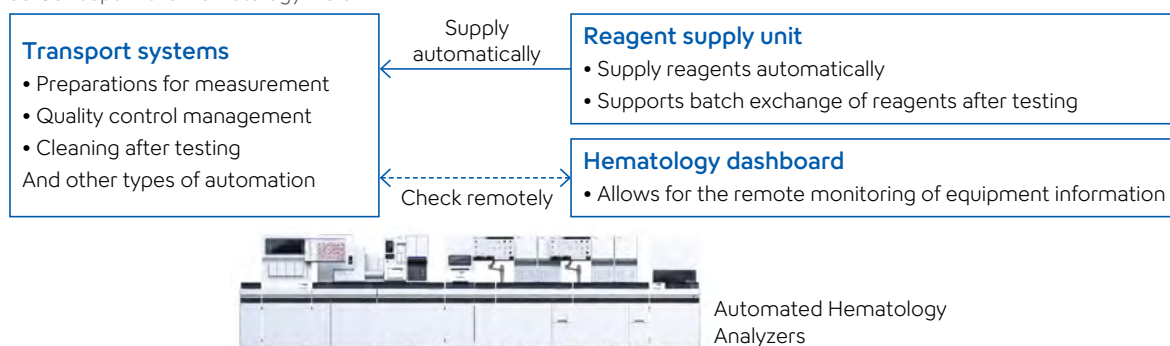 Transport systems
• Preparations for measurement
• Quality control management
• Cleaning after testing
And other types of automation
Supply
automatically
Check remotely
Reagent supply unit
• Supply reagents automatically
• Supports batch exchange of reagents after testing
Hematology dashboard
• Allows for the remote monitoring of equipment information
Automated Hematology
Analyzers